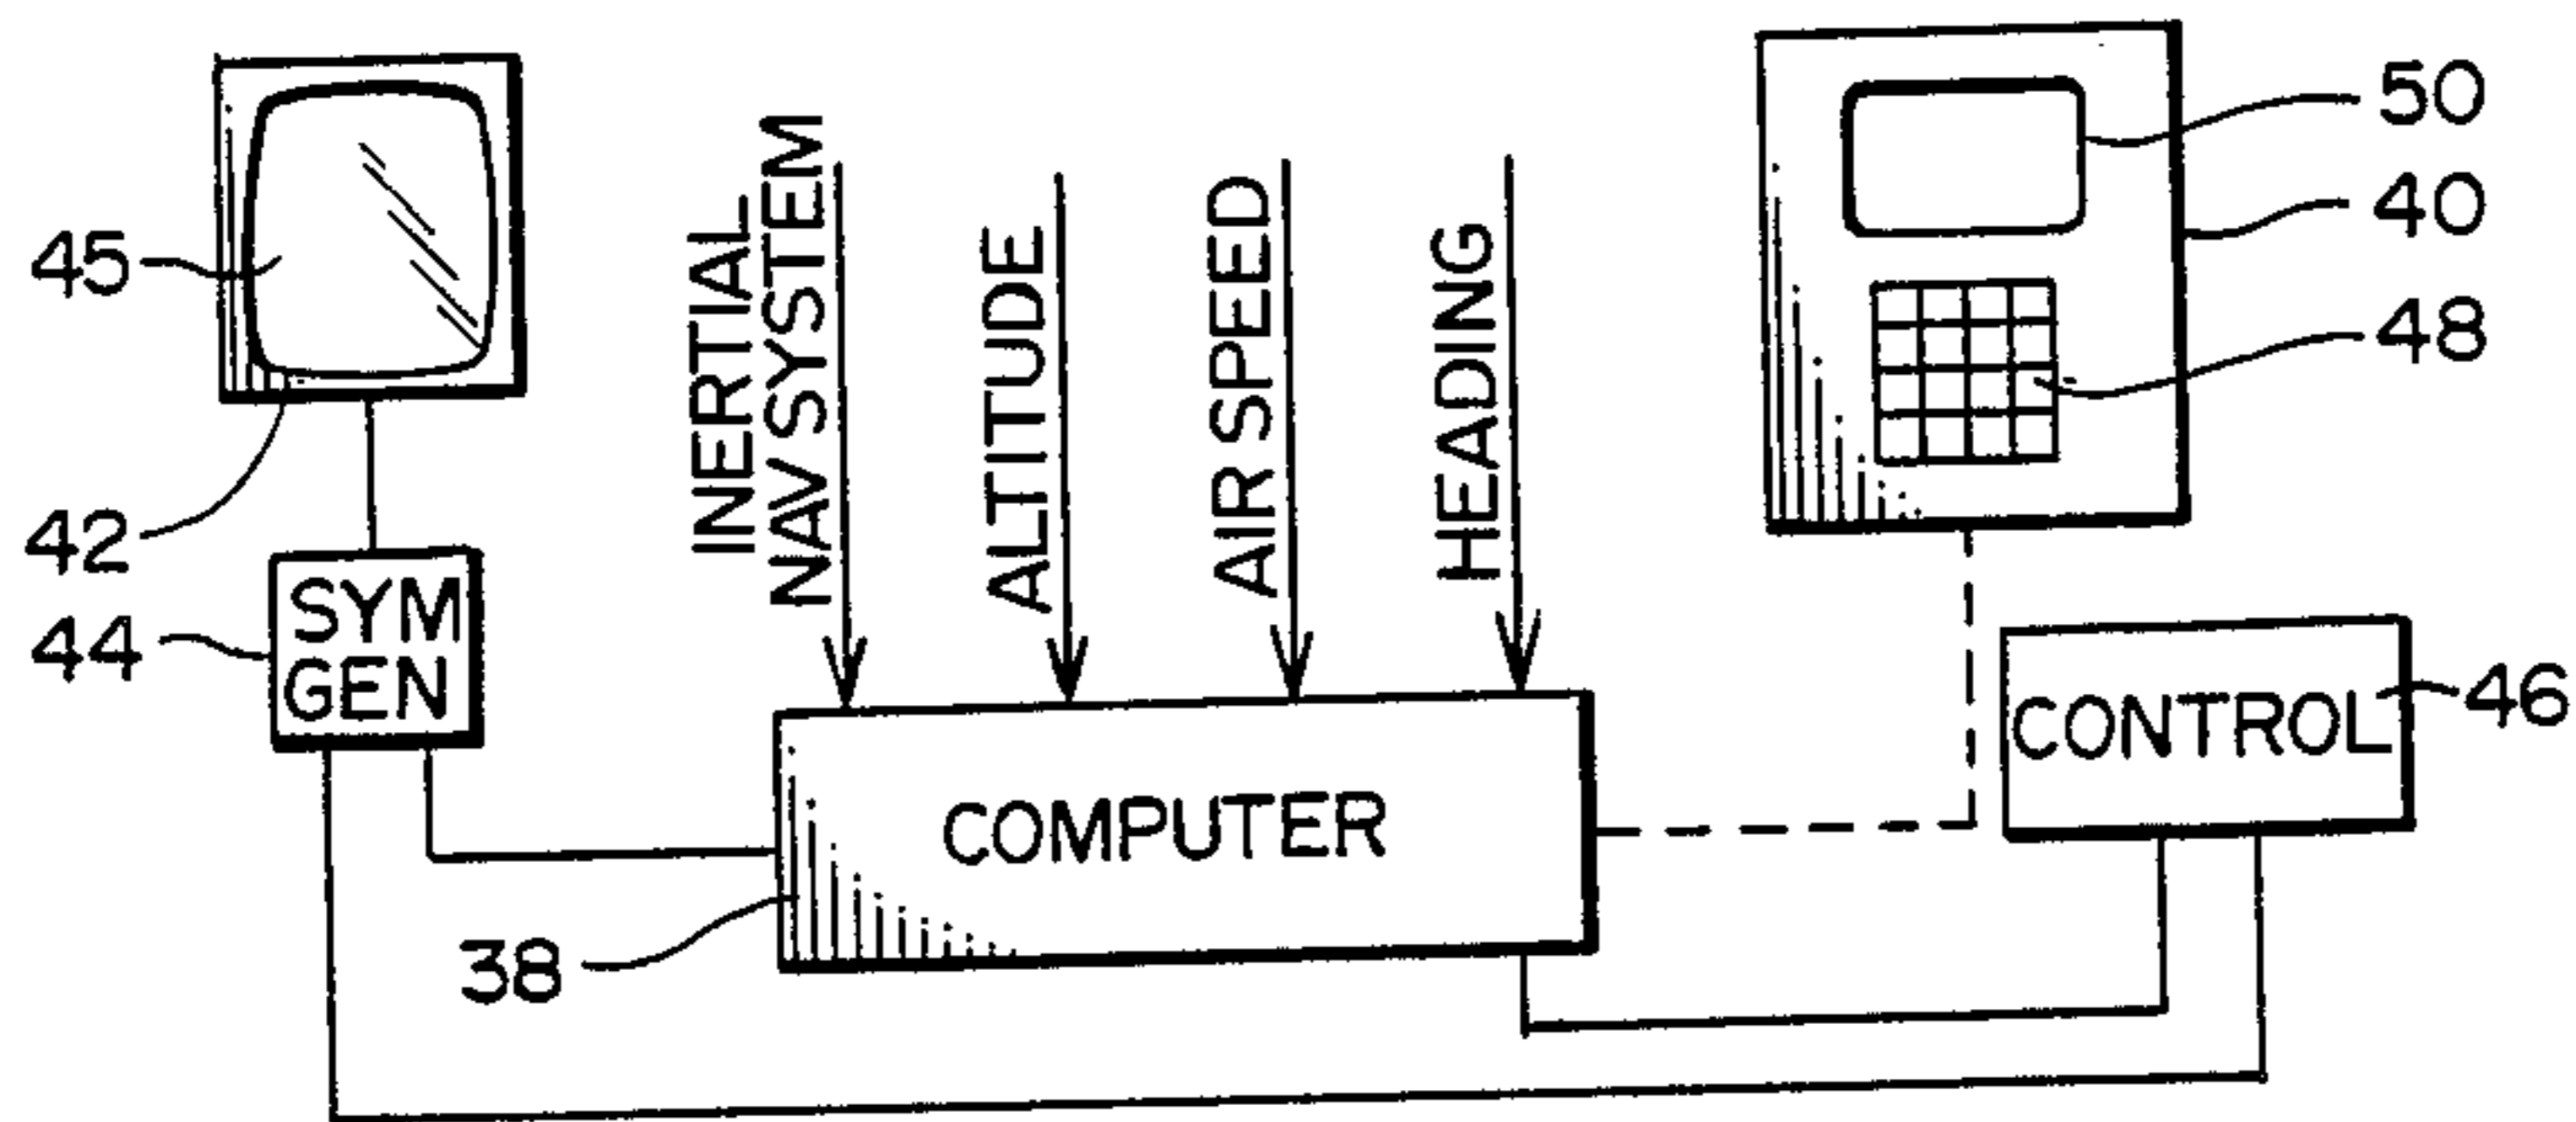 45
42
SYM
GEN
44
INERTIAL
NAV SYSTEM
ALTITUDE
AIR SPEED
HEADING
50
40
48
CONTROL
46
COMPUTER
38